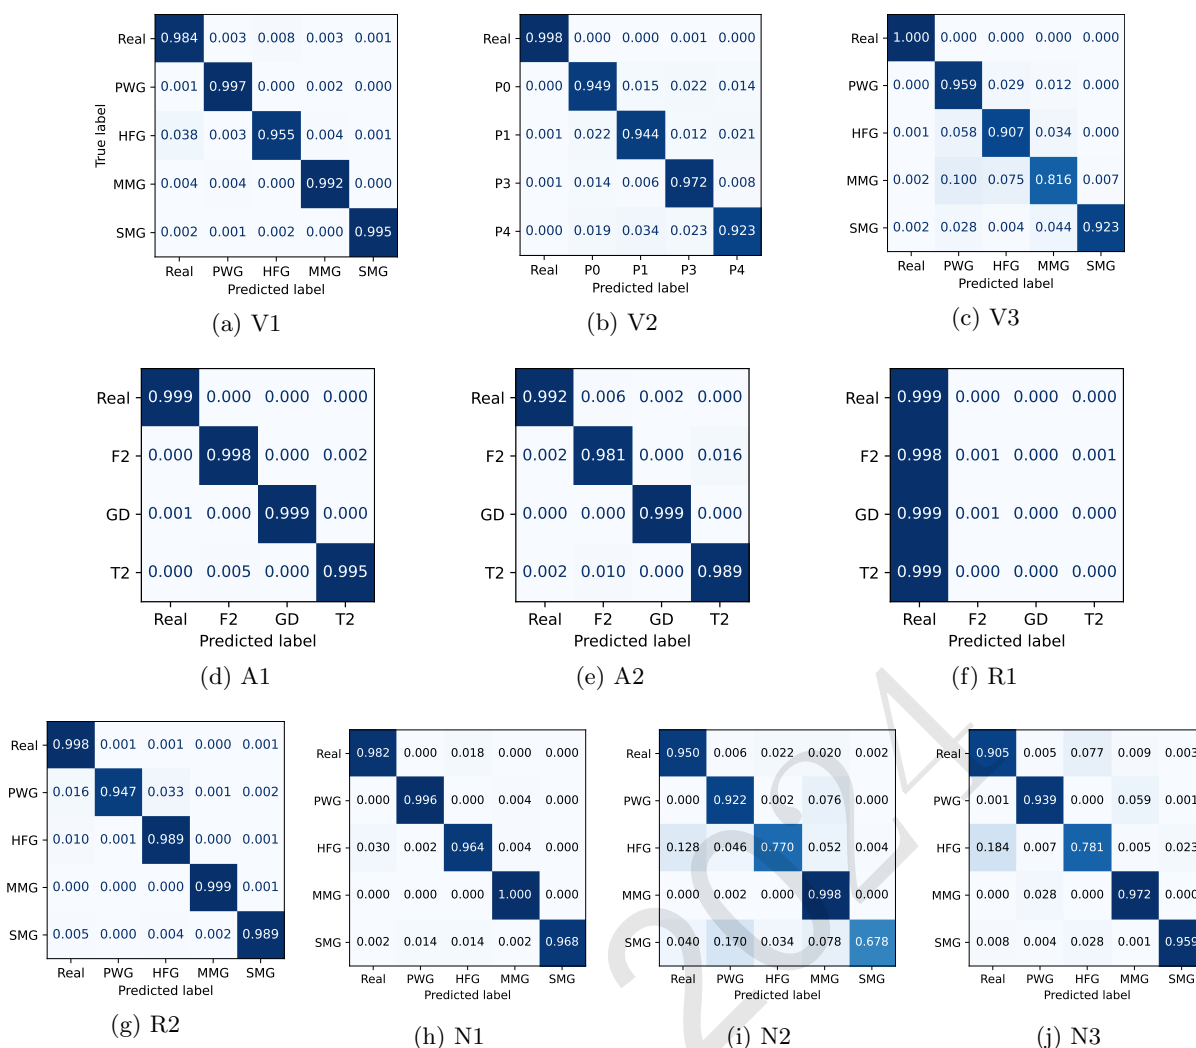 Real 0.984 0.003 0.008 0.003 0.001
PWG 0.001 0.997 0.000 0.002 0.000
HFG 0.038 0.003 0.955 0.004 0.001
MMG 0.004 0.004 0.000 0.992 0.000
SMG 0.002 0.001 0.002 0.000 0.995
True label
Real PWG HFG MMG SMG
Predicted label
(a) V1
Real 0.998 0.000 0.000 0.001 0.000
P0 0.000 0.949 0.015 0.022 0.014
P1 0.001 0.022 0.944 0.012 0.021
P3 0.001 0.014 0.006 0.972 0.008
P4 0.000 0.019 0.034 0.023 0.923
Real P0 P1 P3 P4
Predicted label
(b) V2
Real 1.000 0.000 0.000 0.000 0.000
PWG 0.000 0.959 0.029 0.012 0.000
HFG 0.001 0.058 0.907 0.034 0.000
MMG 0.002 0.100 0.075 0.816 0.007
SMG 0.002 0.028 0.004 0.044 0.923
Real PWG HFG MMG SMG
Predicted label
(c) V3
Real 0.999 0.000 0.000 0.000
F2 0.000 0.998 0.000 0.002
GD 0.001 0.000 0.999 0.000
T2 0.000 0.005 0.000 0.995
Real F2 GD T2
Predicted label
(d) A1
Real 0.992 0.006 0.002 0.000
F2 0.002 0.981 0.000 0.016
GD 0.000 0.000 0.999 0.000
T2 0.002 0.010 0.000 0.989
Real F2 GD T2
Predicted label
(e) A2
Real 0.999 0.000 0.000 0.000
F2 0.998 0.001 0.000 0.001
GD 0.999 0.001 0.000 0.000
T2 0.999 0.000 0.000 0.000
Real F2 GD T2
Predicted label
(f) R1
Real 0.998 0.001 0.001 0.000 0.001
PWG 0.016 0.947 0.033 0.001 0.002
HFG 0.010 0.001 0.989 0.000 0.001
MMG 0.000 0.000 0.000 0.999 0.001
SMG 0.005 0.000 0.004 0.002 0.989
Real PWG HFG MMG SMG
Predicted label
(g) R2
Real 0.982 0.000 0.018 0.000 0.000
PWG 0.000 0.996 0.000 0.004 0.000
HFG 0.030 0.002 0.964 0.004 0.000
MMG 0.000 0.000 0.000 1.000 0.000
SMG 0.002 0.014 0.014 0.002 0.968
Real PWG HFG MMG SMG
Predicted label
(h) N1
Real 0.950 0.006 0.022 0.020 0.002
PWG 0.000 0.922 0.002 0.076 0.000
HFG 0.128 0.046 0.770 0.052 0.004
MMG 0.000 0.002 0.000 0.998 0.000
SMG 0.040 0.170 0.034 0.078 0.678
Real PWG HFG MMG SMG
Predicted label
(i) N2
Real 0.905 0.005 0.077 0.009 0.003
PWG 0.001 0.939 0.000 0.059 0.001
HFG 0.184 0.007 0.781 0.005 0.023
MMG 0.000 0.028 0.000 0.972 0.000
SMG 0.008 0.004 0.028 0.001 0.959
Real PWG HFG MMG SMG
Predicted label
(j) N3
2024